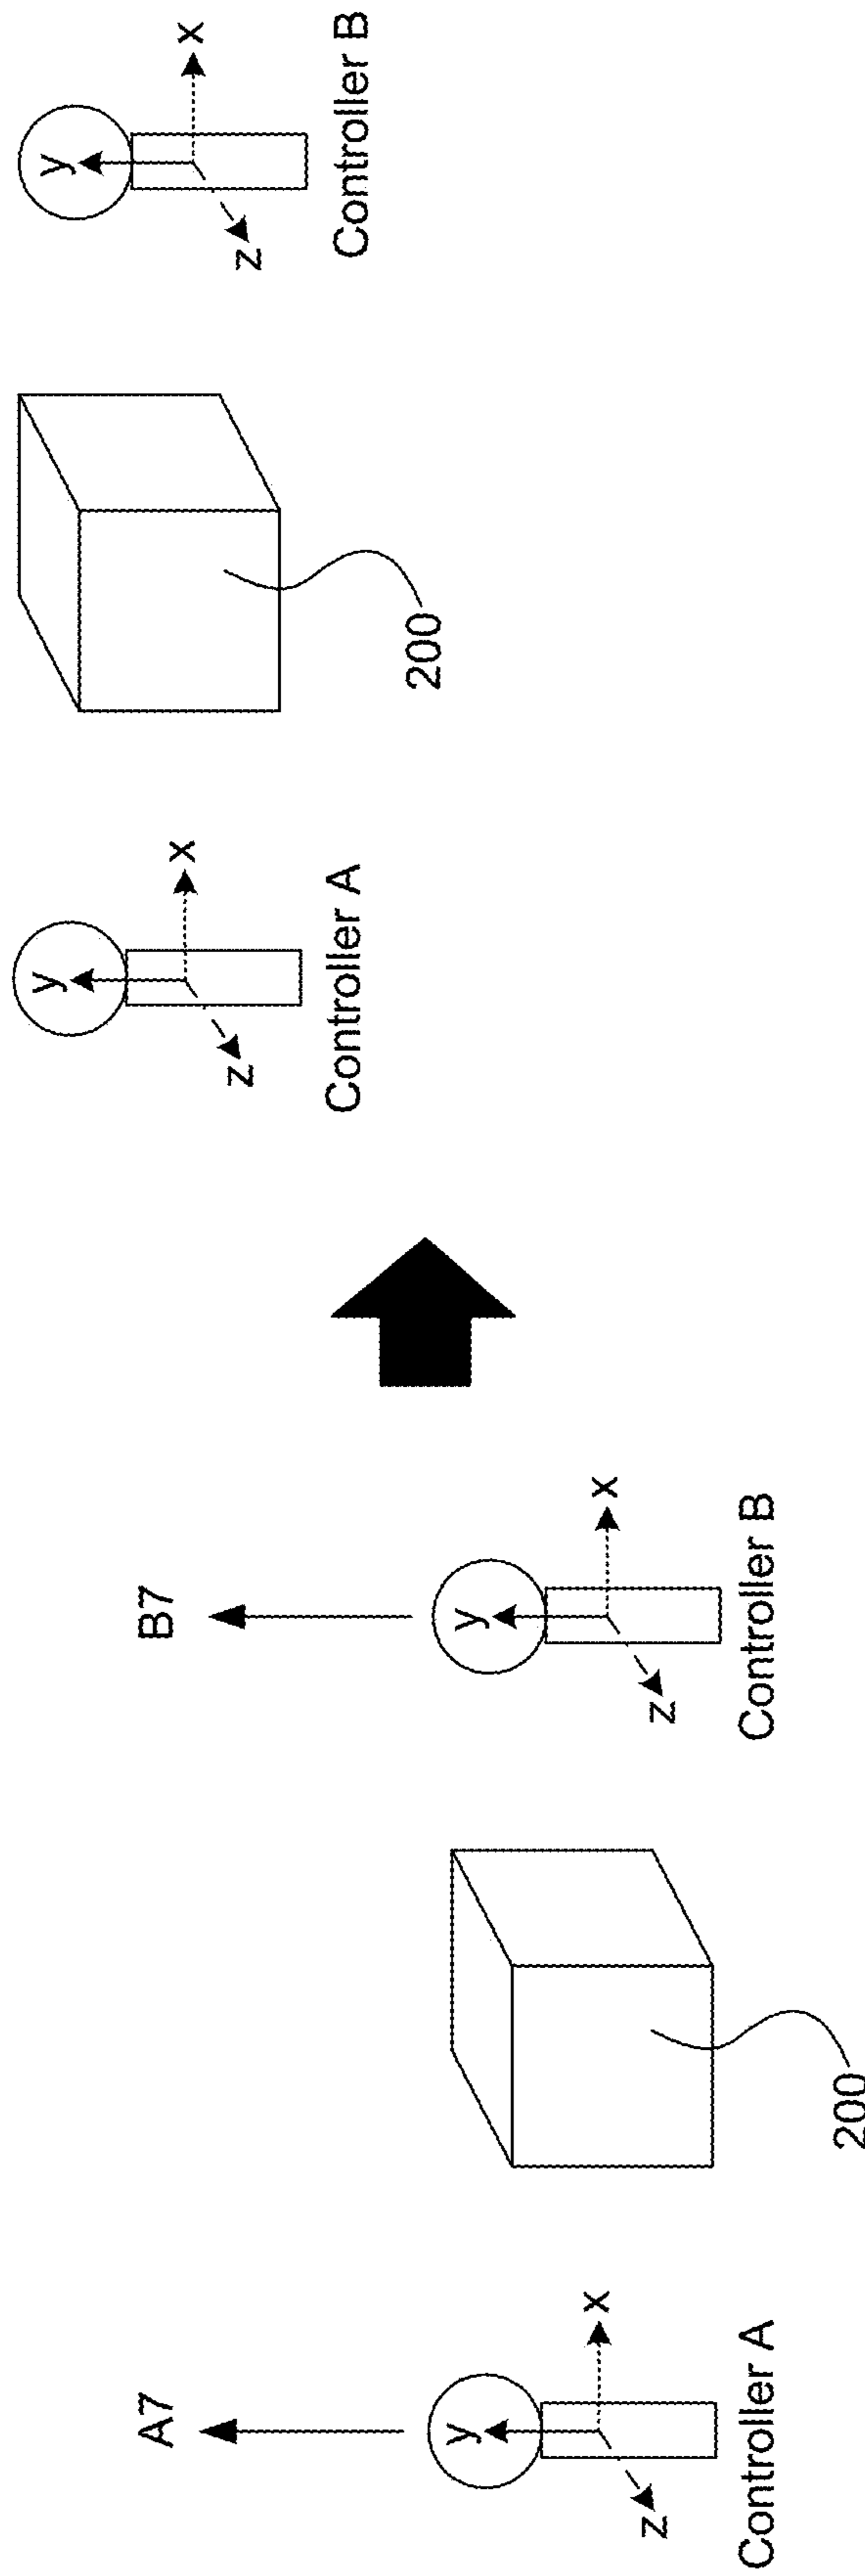 A7
y
x
z
Controller A
200
B7
y
x
z
Controller B
y
x
z
Controller A
200
y
x
z
Controller B